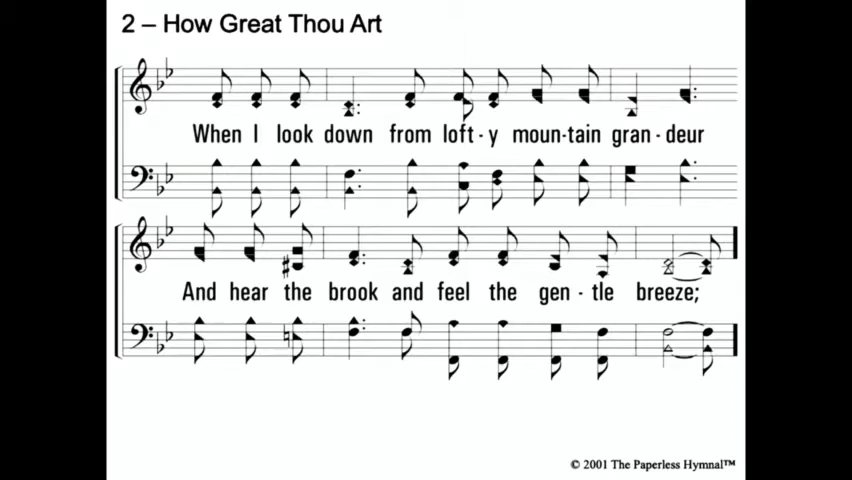 2 – How Great Thou Art
When I look down from loft-y moun-tain gran-deur
And hear the brook and feel the gen-tle breeze;
© 2001 The Paperless Hymnal™